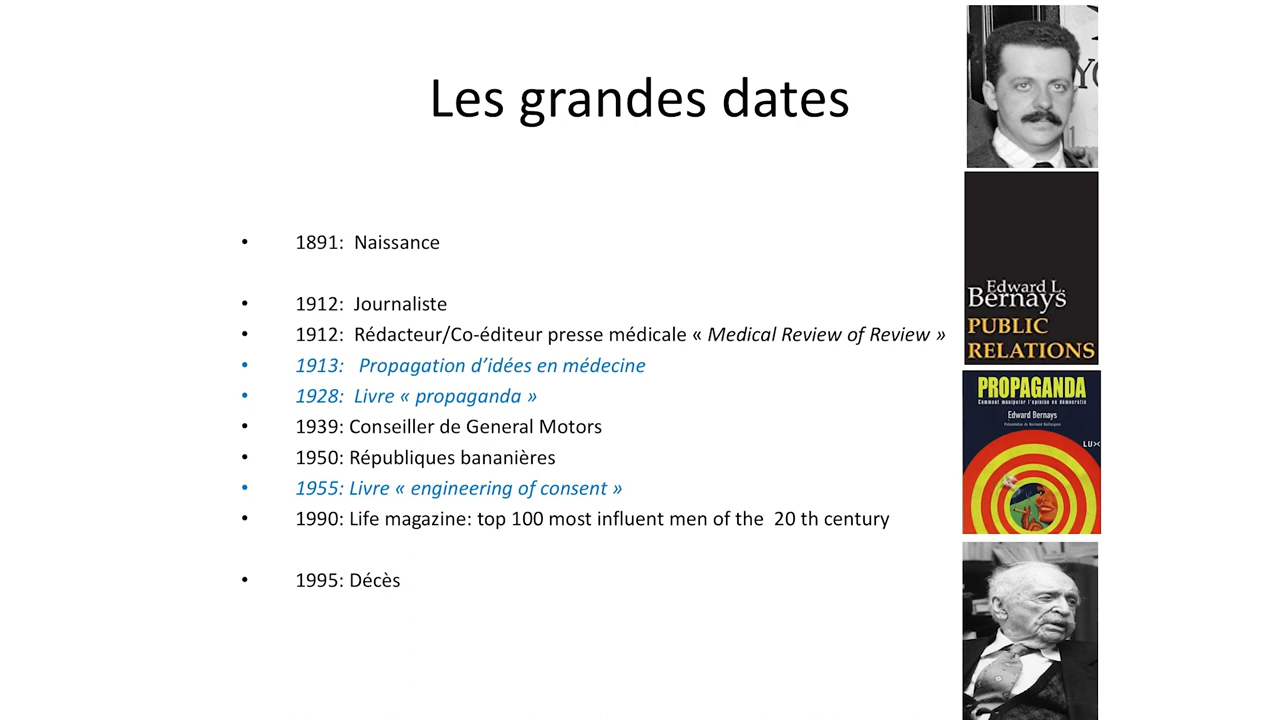 Les grandes dates
• 1891: Naissance
• 1912: Journaliste
• 1912: Rédacteur/Co-éditeur presse médicale « Medical Review of Review »
• 1913: Propagation d’idées en médecine
• 1928: Livre « propaganda »
• 1939: Conseiller de General Motors
• 1950: Républiques bananières
• 1955: Livre « engineering of consent »
• 1990: Life magazine: top 100 most influent men of the 20 th century
• 1995: Décès
Edward L.
Bernays
PUBLIC
RELATIONS
PROPAGANDA
Comment manipuler l'opinion en démocratie
Edward Bernays
LUX